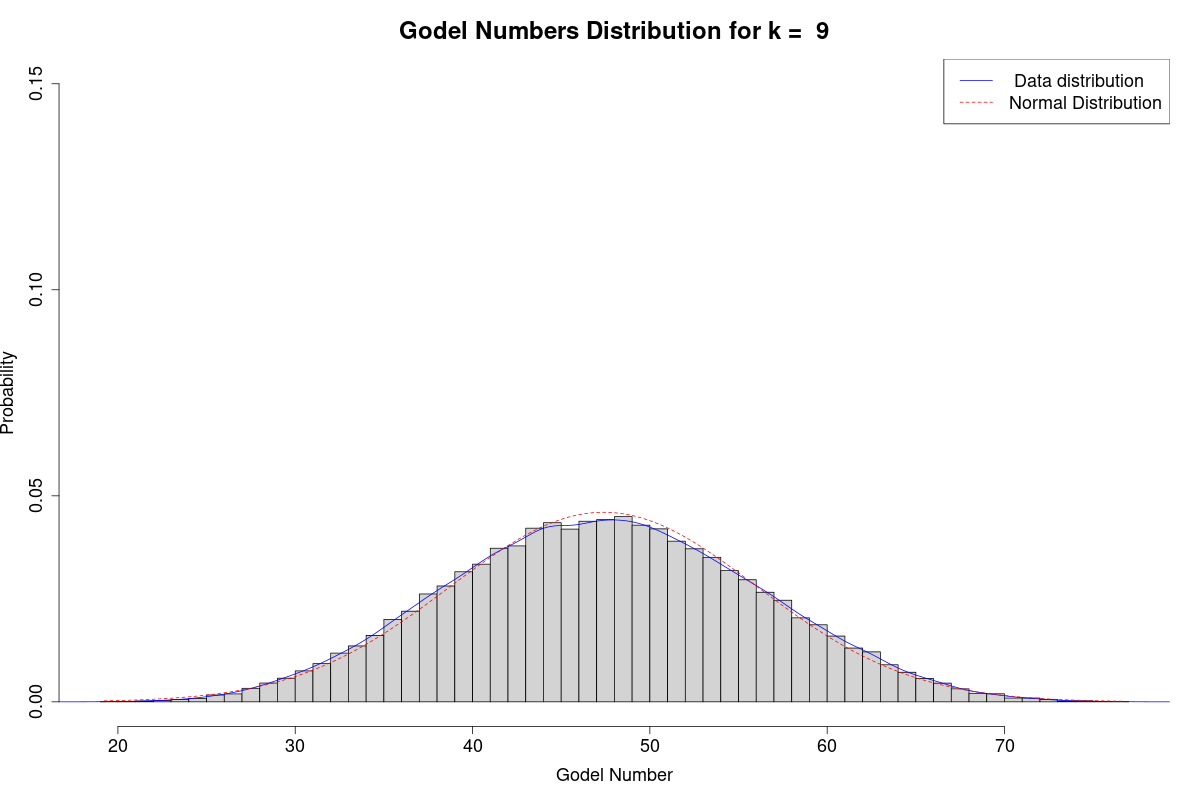 Godel Numbers Distribution for k =  9
Data distribution
Normal Distribution
Probability
0.15
0.10
0.05
0.00
20 30 40 50 60 70
Godel Number